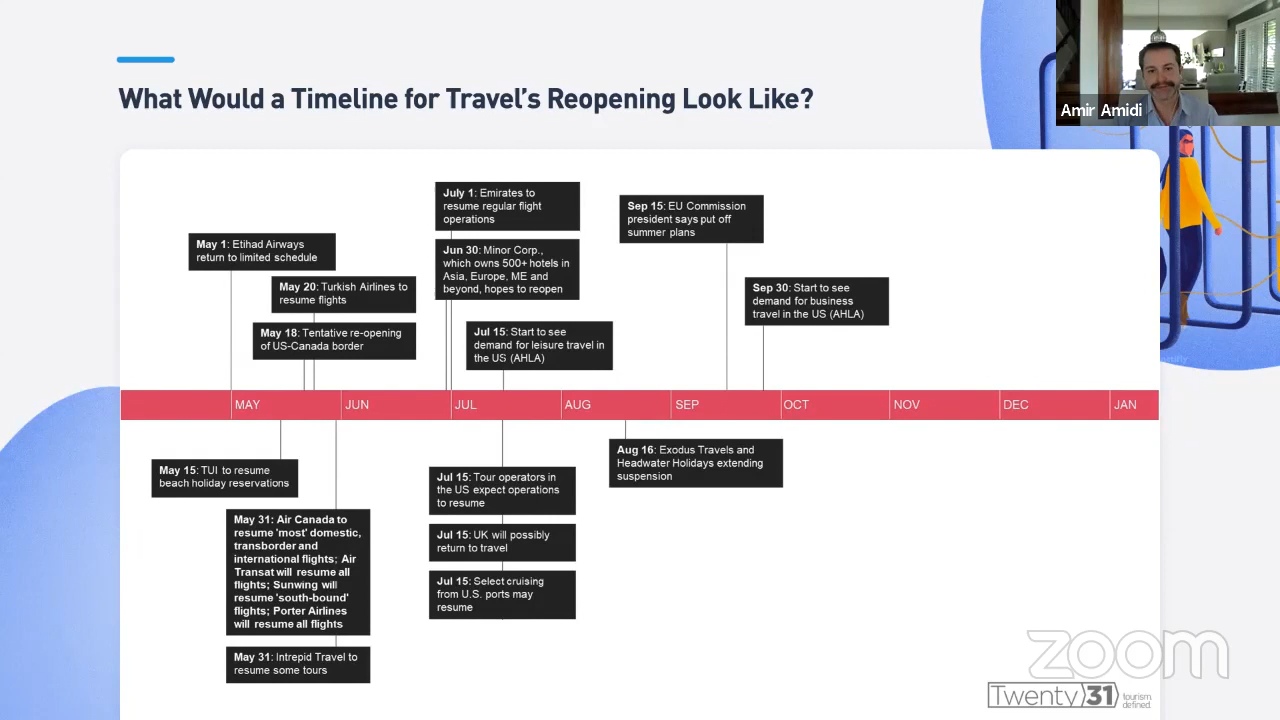 What Would a Timeline for Travel's Reopening Look Like?
Amir Amidi
July 1: Emirates to
resume regular flight
operations
Sep 15: EU Commission
president says put off
summer plans
May 1: Etihad Airways
return to limited schedule
Jun 30: Minor Corp.,
which owns 500+ hotels in
Asia, Europe, ME and
beyond, hopes to reopen
May 20: Turkish Airlines to
resume flights
Sep 30: Start to see
demand for business
travel in the US (AHLA)
May 18: Tentative re-opening
of US-Canada border
Jul 15: Start to see
demand for leisure travel in
the US (AHLA)
MAY
JUN
JUL
AUG
SEP
OCT
NOV
DEC
JAN
May 15: TUI to resume
beach holiday reservations
Jul 15: Tour operators in
the US expect operations
to resume
Aug 16: Exodus Travels and
Headwater Holidays extending
suspension
May 31: Air Canada to
resume 'most' domestic,
transborder and
international flights; Air
Transat will resume all
flights; Sunwing will
resume 'south-bound'
flights; Porter Airlines
will resume all flights
Jul 15: UK will possibly
return to travel
Jul 15: Select cruising
from U.S. ports may
resume
May 31: Intrepid Travel to
resume some tours
zoom
Twenty31
tourism.
defined.